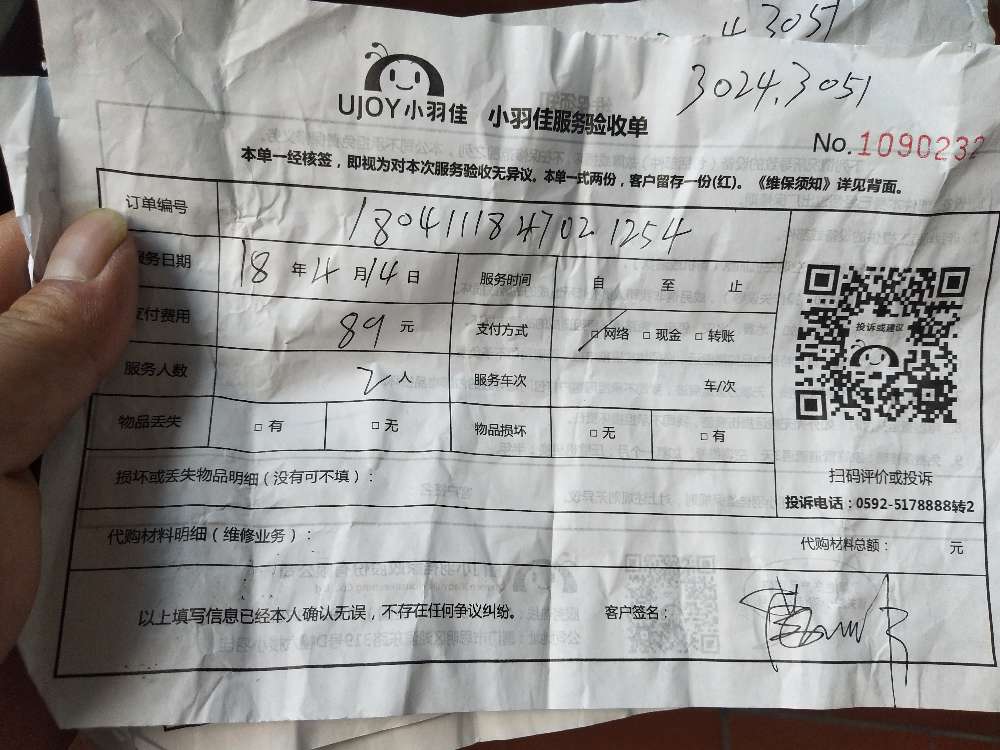 3051
3024.3051
UJOY小羽佳 小羽佳服务验收单
No.1090232
本单一经核签，即视为对本次服务验收无异议。本单一式两份，客户留存一份(红)。《维保须知》详见背面。
订单编号 180411184702 1254
服务日期 18 年 4 月 14 日 服务时间 自 至 止
支付费用 89 元 支付方式 □网络 □现金 □转账
投诉或建议
服务人数 2 人 服务车次 车/次
物品丢失 □ 有 □ 无 物品损坏 □ 无 □ 有
损坏或丢失物品明细（没有可不填）：
扫码评价或投诉
投诉电话：0592-5178888转2
代购材料明细（维修业务）：
代购材料总额： 元
以上填写信息已经本人确认无误，不存在任何争议纠纷。 客户签名：